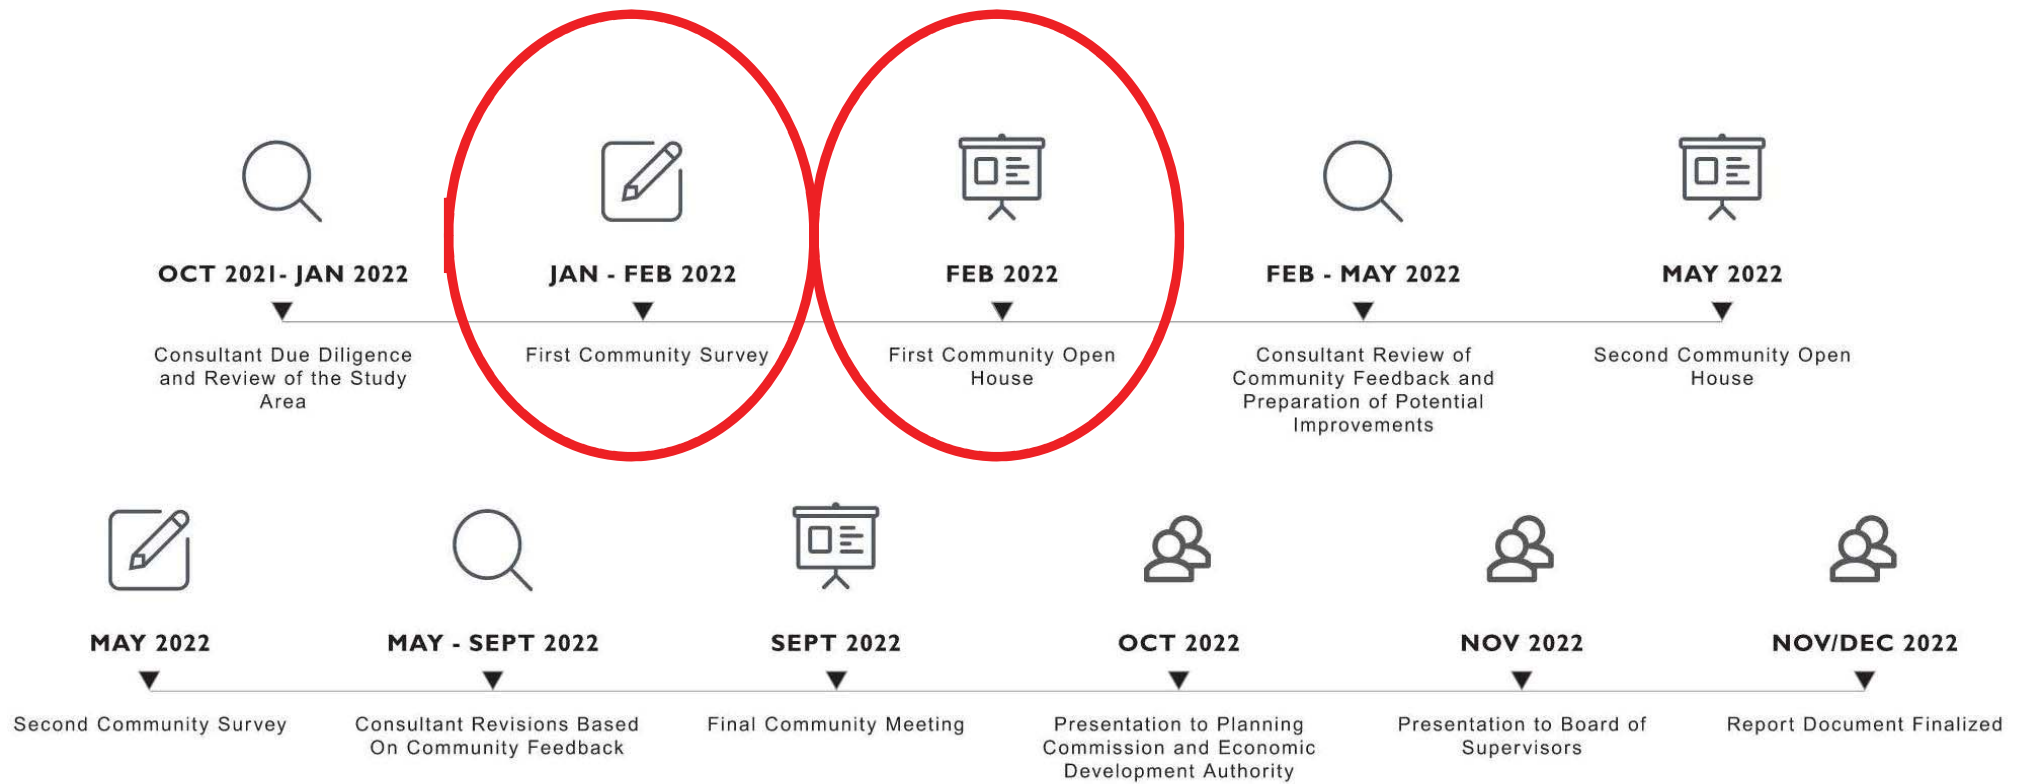 OCT 2021- JAN 2022
Consultant Due Diligence
and Review of the Study
Area
JAN - FEB 2022
First Community Survey
FEB 2022
First Community Open
House
FEB - MAY 2022
Consultant Review of
Community Feedback and
Preparation of Potential
Improvements
MAY 2022
Second Community Open
House
MAY 2022
Second Community Survey
MAY - SEPT 2022
Consultant Revisions Based
On Community Feedback
SEPT 2022
Final Community Meeting
OCT 2022
Presentation to Planning
Commission and Economic
Development Authority
NOV 2022
Presentation to Board of
Supervisors
NOV/DEC 2022
Report Document Finalized